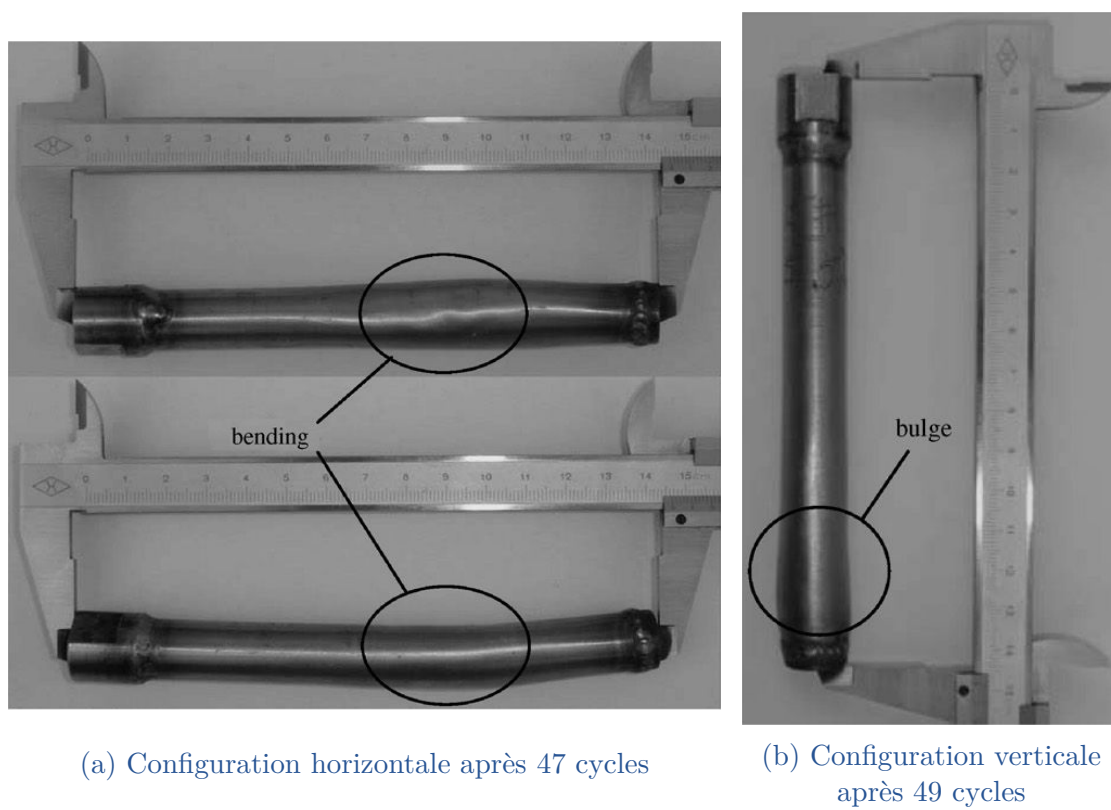 0 1 2 3 4 5 6 7 8 9 10 11 12 13 14 15 cm
bending
0 1 2 3 4 5 6 7 8 9 10 11 12 13 14 15
bulge
(a) Configuration horizontale après 47 cycles
(b) Configuration verticale
après 49 cycles